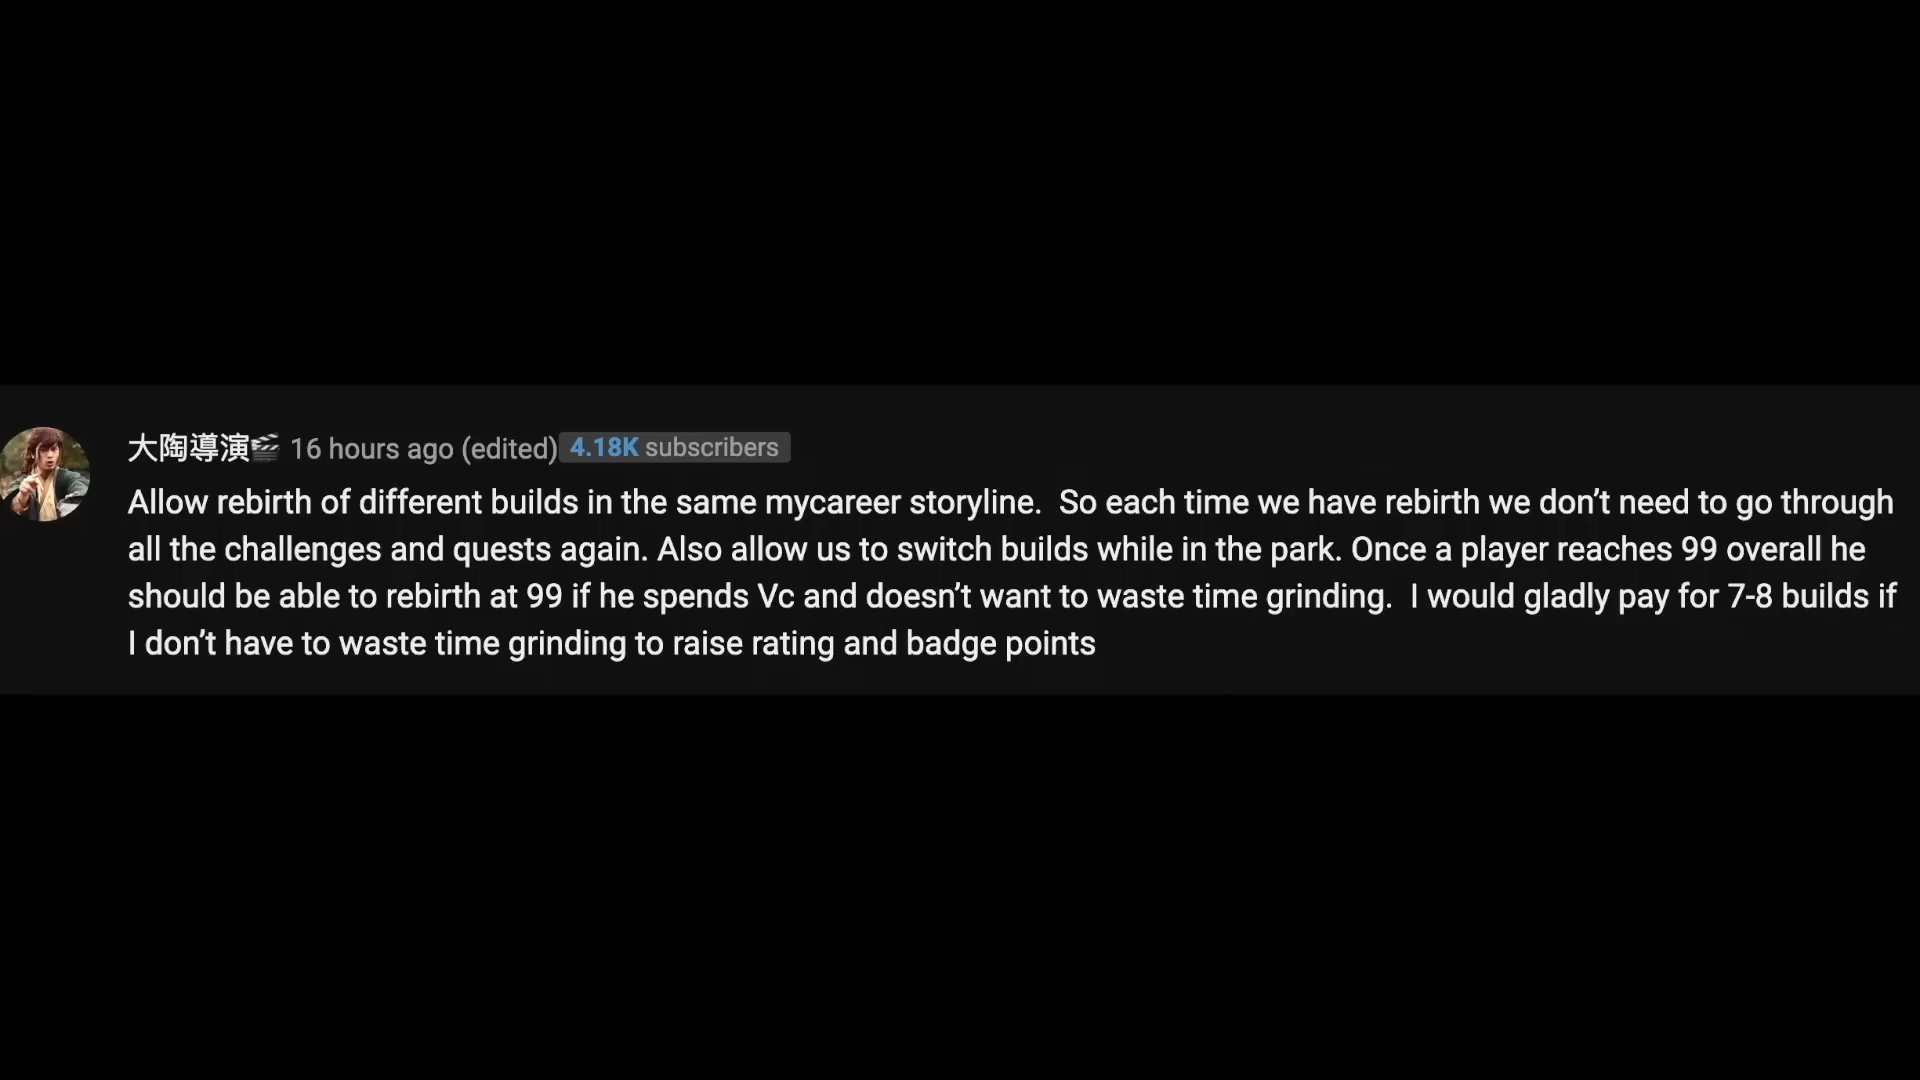 大陶導演🎬 16 hours ago (edited) 4.18K subscribers
Allow rebirth of different builds in the same mycareer storyline.  So each time we have rebirth we don’t need to go through
all the challenges and quests again. Also allow us to switch builds while in the park. Once a player reaches 99 overall he
should be able to rebirth at 99 if he spends Vc and doesn’t want to waste time grinding.  I would gladly pay for 7-8 builds if
I don’t have to waste time grinding to raise rating and badge points